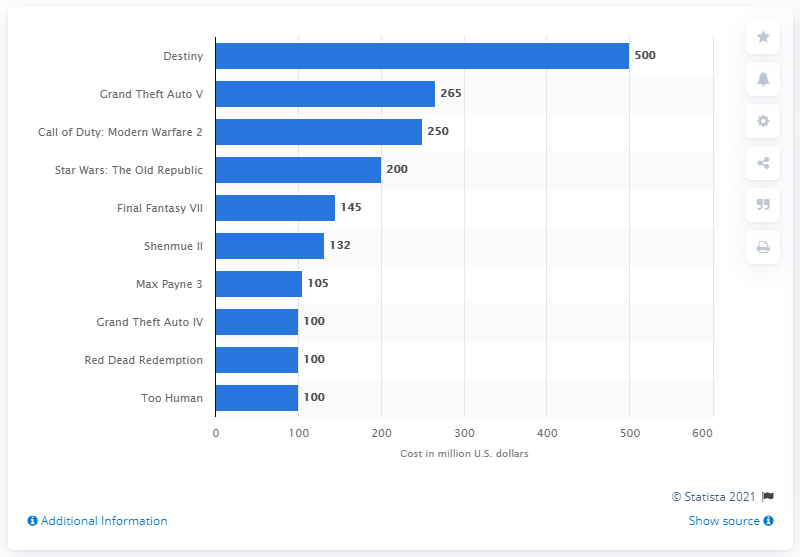 Destiny 500
Grand Theft Auto V 265
Call of Duty: Modern Warfare 2 250
Star Wars: The Old Republic 200
Final Fantasy VII 145
Shenmue II 132
Max Payne 3 105
Grand Theft Auto IV 100
Red Dead Redemption 100
Too Human 100
0 100 200 300 400 500 600
Cost in million U.S. dollars
© Statista 2021
Additional Information Show source